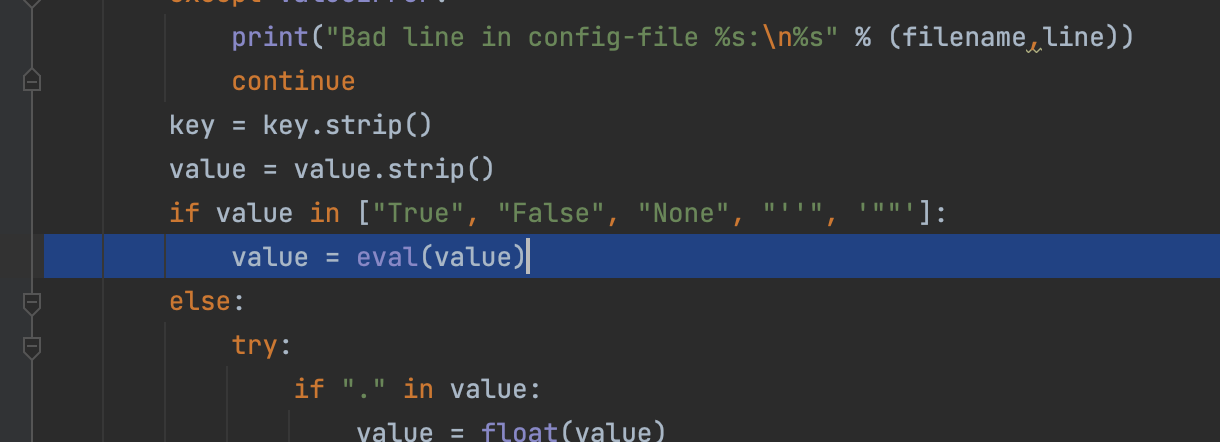 except ValueError:
print("Bad line in config-file %s:\n%s" % (filename,line))
continue
key = key.strip()
value = value.strip()
if value in ["True", "False", "None", "''", '""']:
value = eval(value)
else:
try:
if "." in value:
value = float(value)